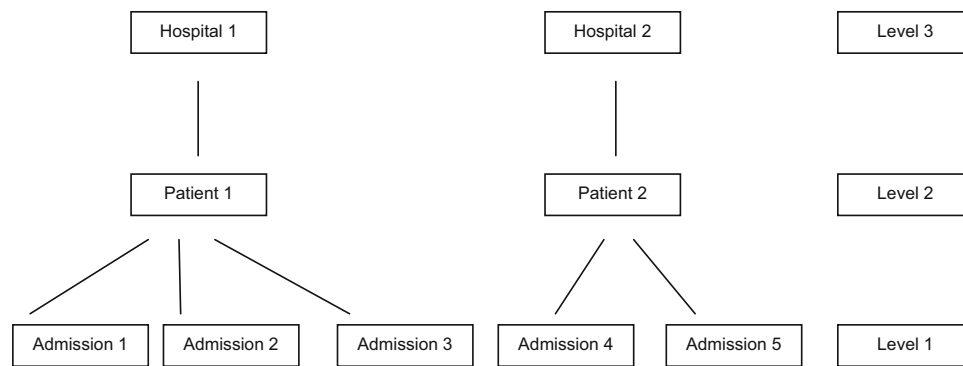 Hospital 1
Hospital 2
Level 3
Patient 1
Patient 2
Level 2
Admission 1
Admission 2
Admission 3
Admission 4
Admission 5
Level 1